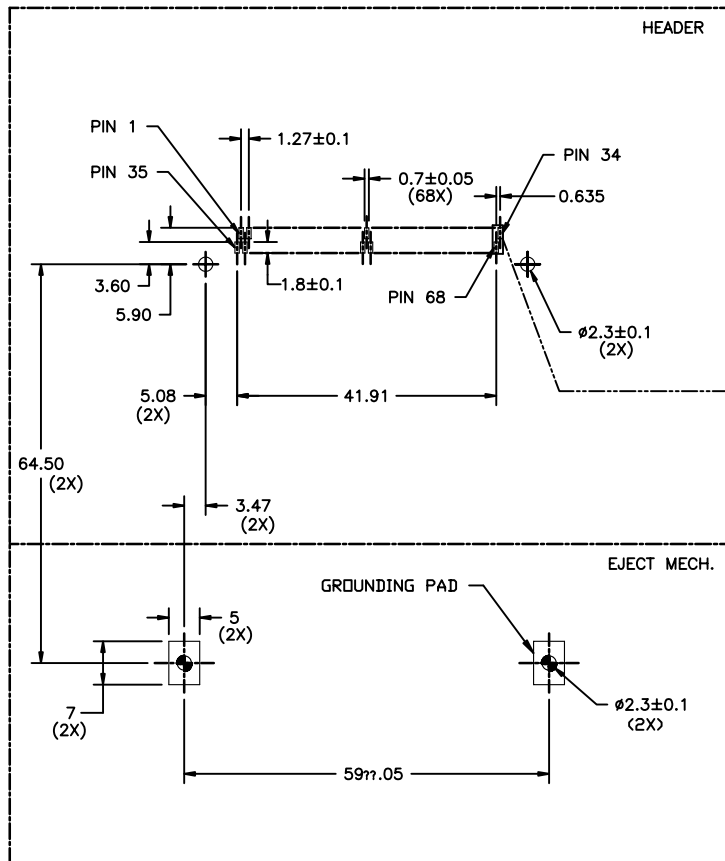 HEADER
PIN 1
1.27±0.1
PIN 35
0.7±0.05
(68X)
PIN 34
0.635
3.60
5.90
1.8±0.1
PIN 68
ø2.3±0.1
(2X)
5.08
(2X)
41.91
64.50
(2X)
3.47
(2X)
EJECT MECH.
GROUNDING PAD
5
(2X)
7
(2X)
ø2.3±0.1
(2X)
59??.05